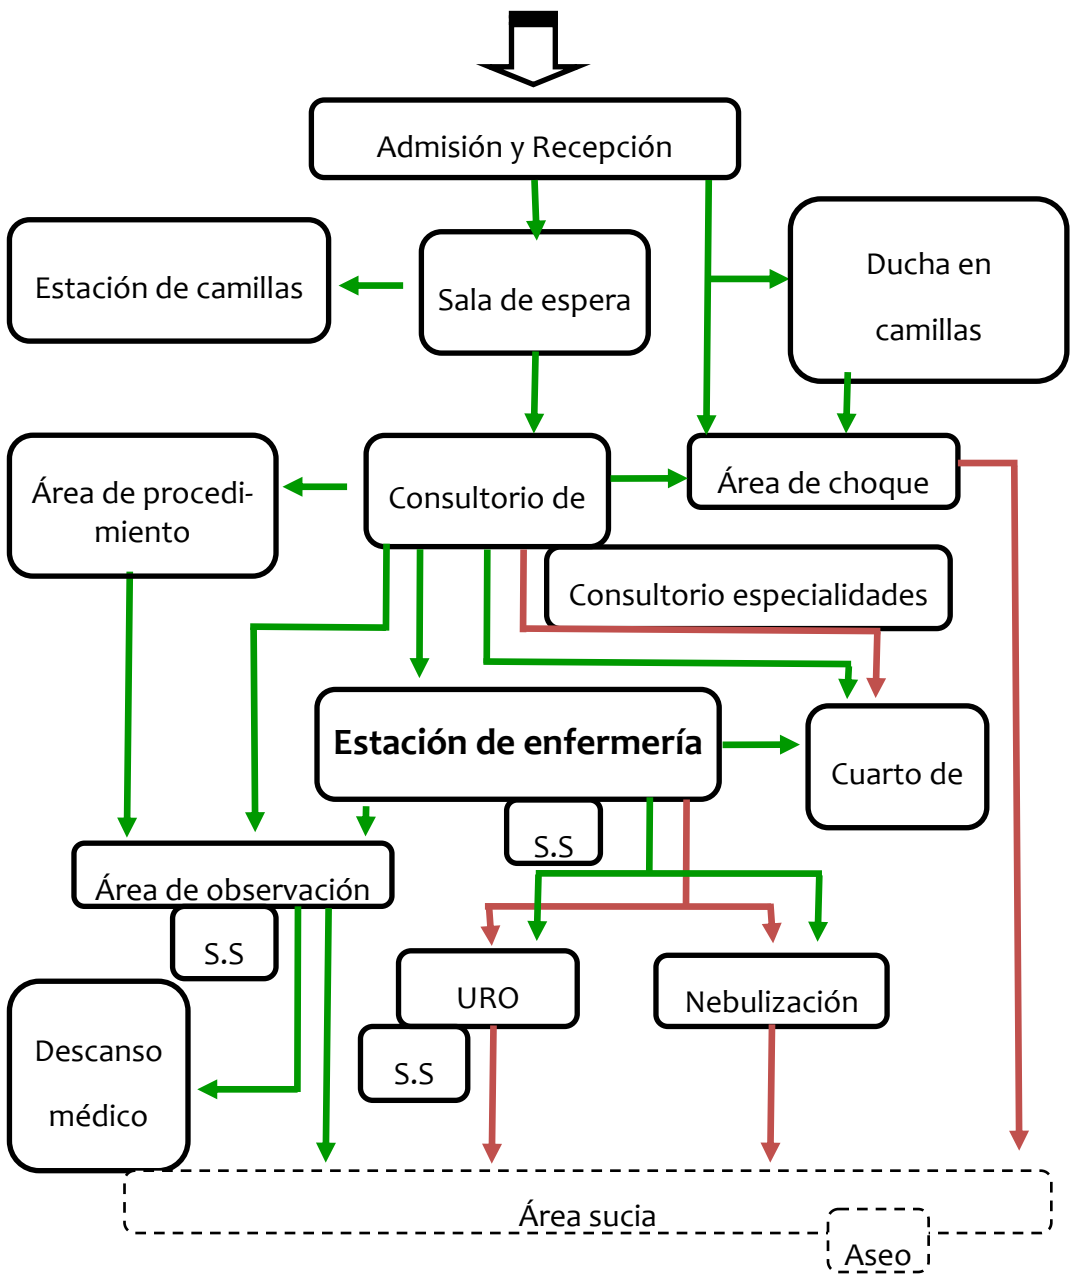 Admisión y Recepción
Estación de camillas
Sala de espera
Ducha en
camillas
Área de procedi-
miento
Consultorio de
Área de choque
Consultorio especialidades
Estación de enfermería
Cuarto de
S.S
Área de observación
S.S
URO
Nebulización
S.S
Descanso
médico
Área sucia
Aseo